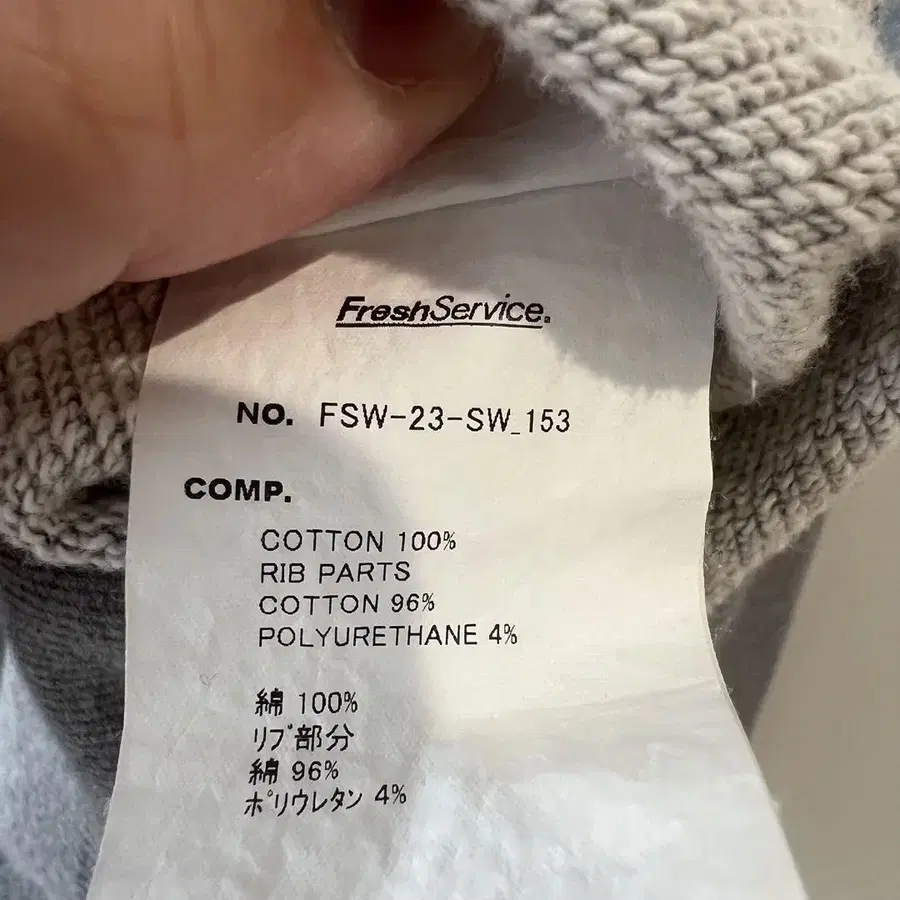 FreshService.
NO. FSW-23-SW_153
COMP.
COTTON 100%
RIB PARTS
COTTON 96%
POLYURETHANE 4%
綿 100%
リブ部分
綿 96%
ポリウレタン 4%